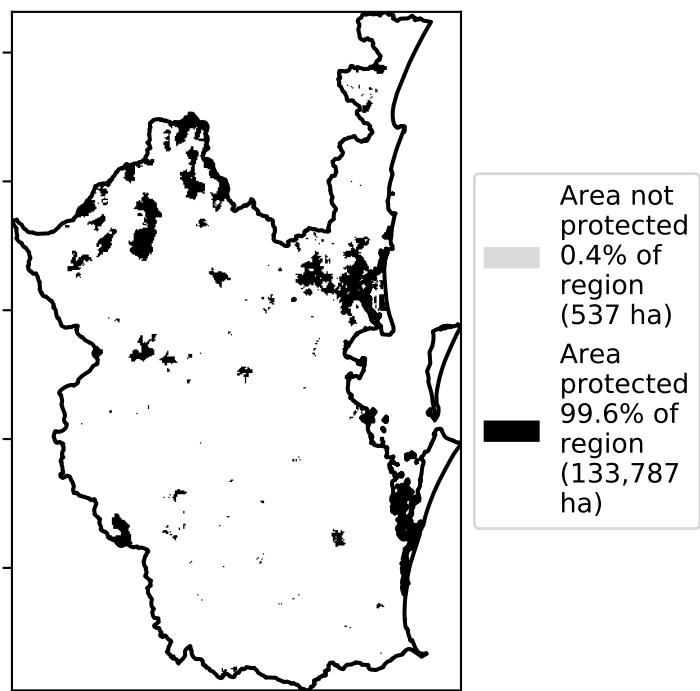 Area not
protected
0.4% of
region
(537 ha)
Area
protected
99.6% of
region
(133,787
ha)